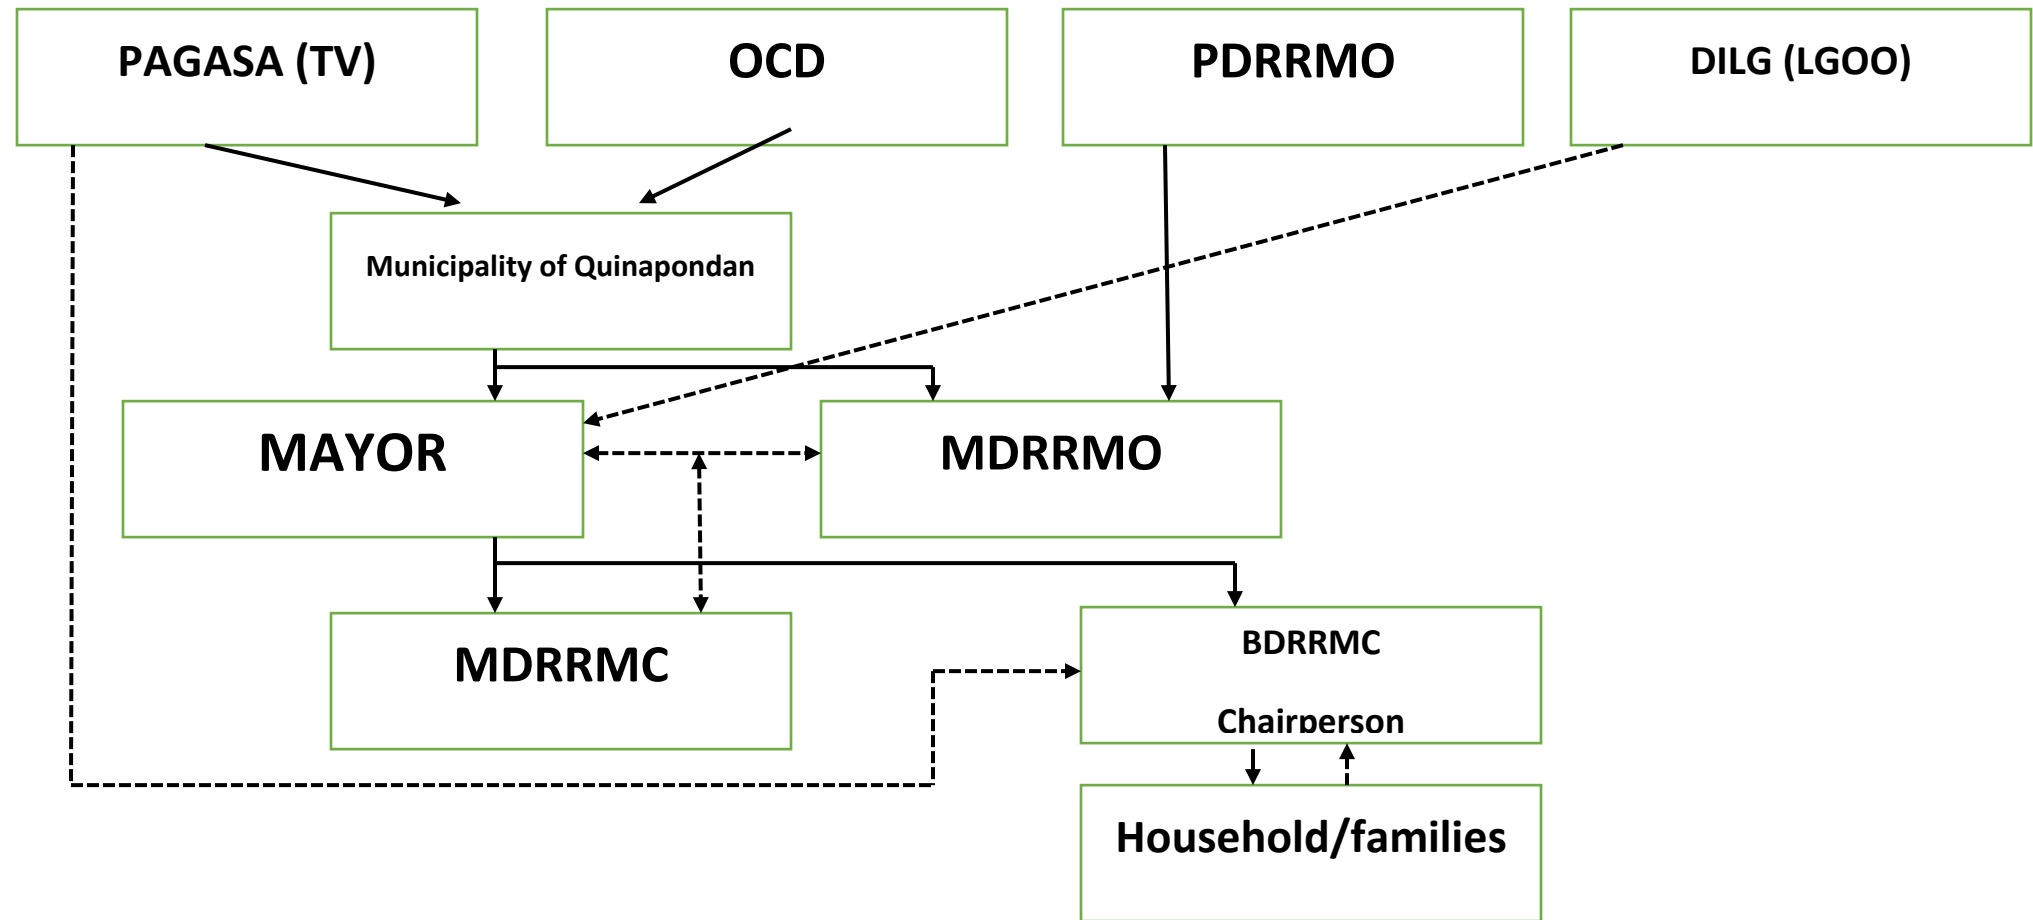 PAGASA (TV)
OCD
PDRRMO
DILG (LGOO)
Municipality of Quinapondan
MAYOR
MDRRMO
MDRRMC
BDRRMC
Chairperson
Household/families